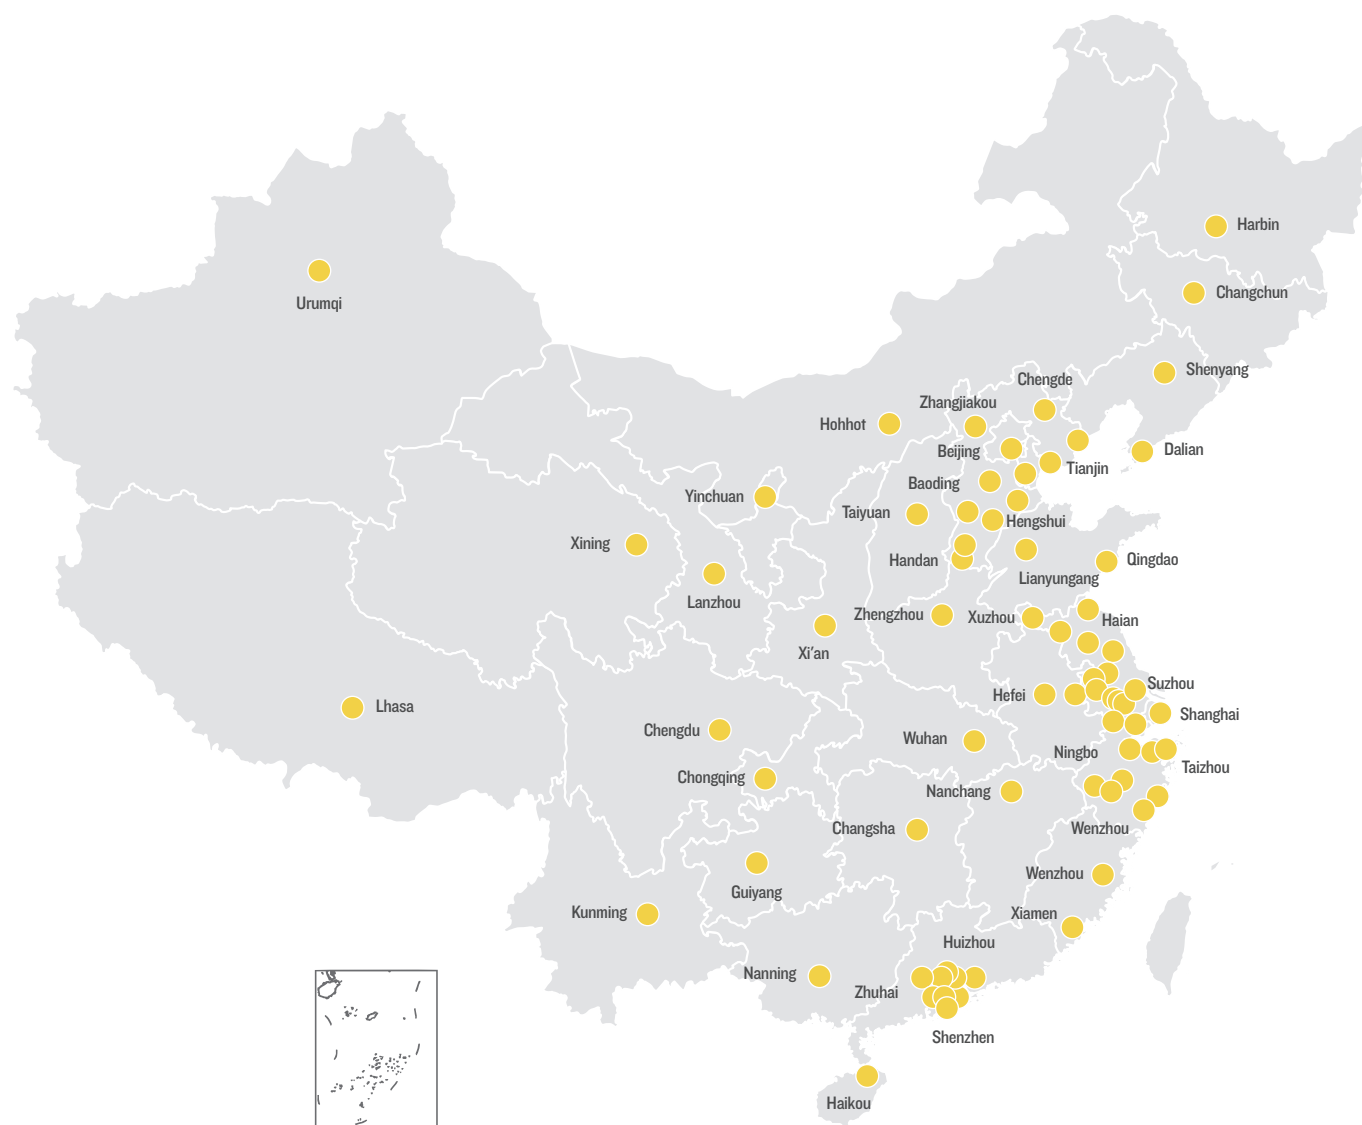 Harbin
Urumqi
Changchun
Shenyang
Chengde
Zhangjiakou
Hohhot
Beijing
Dalian
Tianjin
Baoding
Yinchuan
Taiyuan
Hengshui
Xining
Handan
Qingdao
Lianyungang
Lanzhou
Zhengzhou
Xuzhou
Haian
Xi'an
Suzhou
Hefei
Lhasa
Shanghai
Chengdu
Wuhan
Ningbo
Taizhou
Chongqing
Nanchang
Changsha
Wenzhou
Wenzhou
Guiyang
Kunming
Xiamen
Huizhou
Nanning
Zhuhai
Shenzhen
Haikou